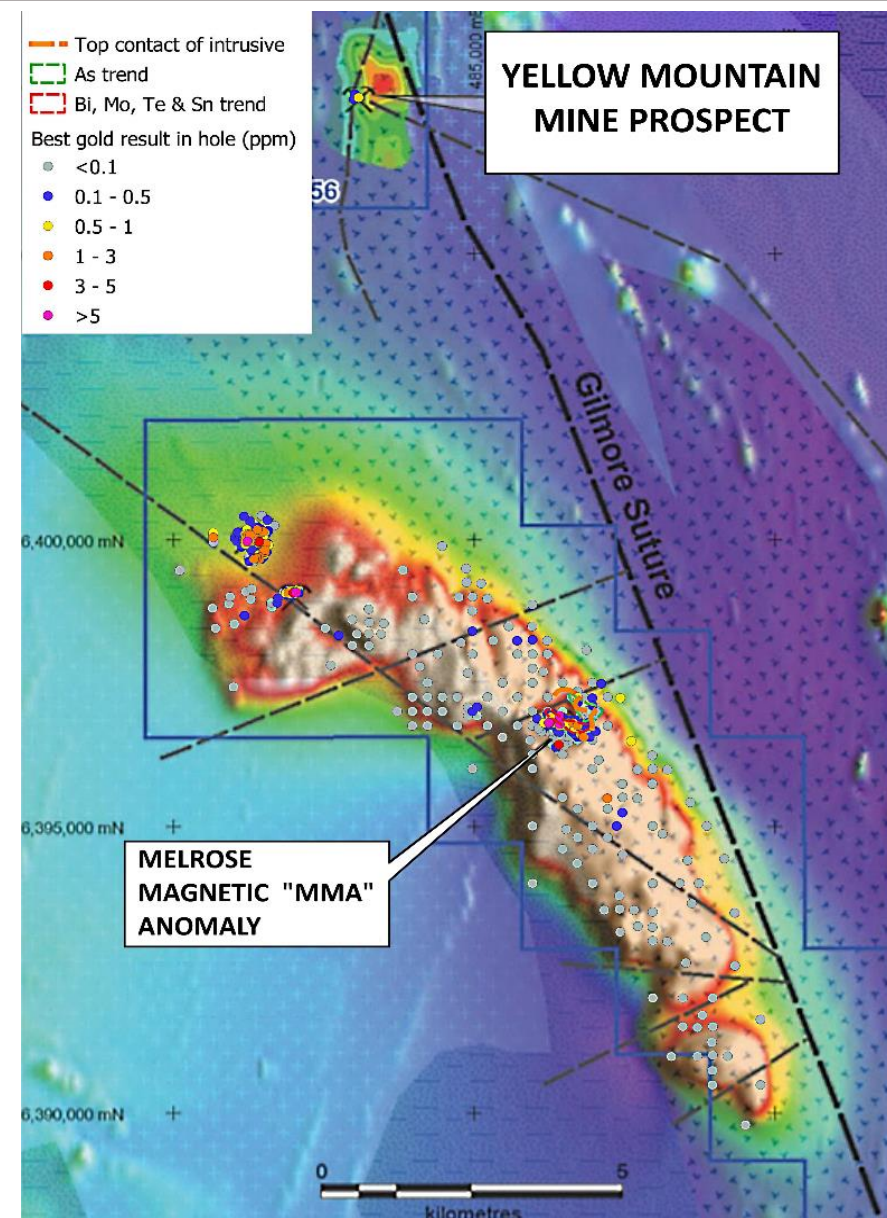 Top contact of intrusive
As trend
Bi, Mo, Te & Sn trend
Best gold result in hole (ppm)
<0.1
0.1 - 0.5
0.5 - 1
1 - 3
3 - 5
>5
485,000 mE
YELLOW MOUNTAIN
MINE PROSPECT
56
Gilmore Suture
6,400,000 mN
6,395,000 mN
MELROSE
MAGNETIC "MMA"
ANOMALY
6,390,000 mN
0 5
kilometres